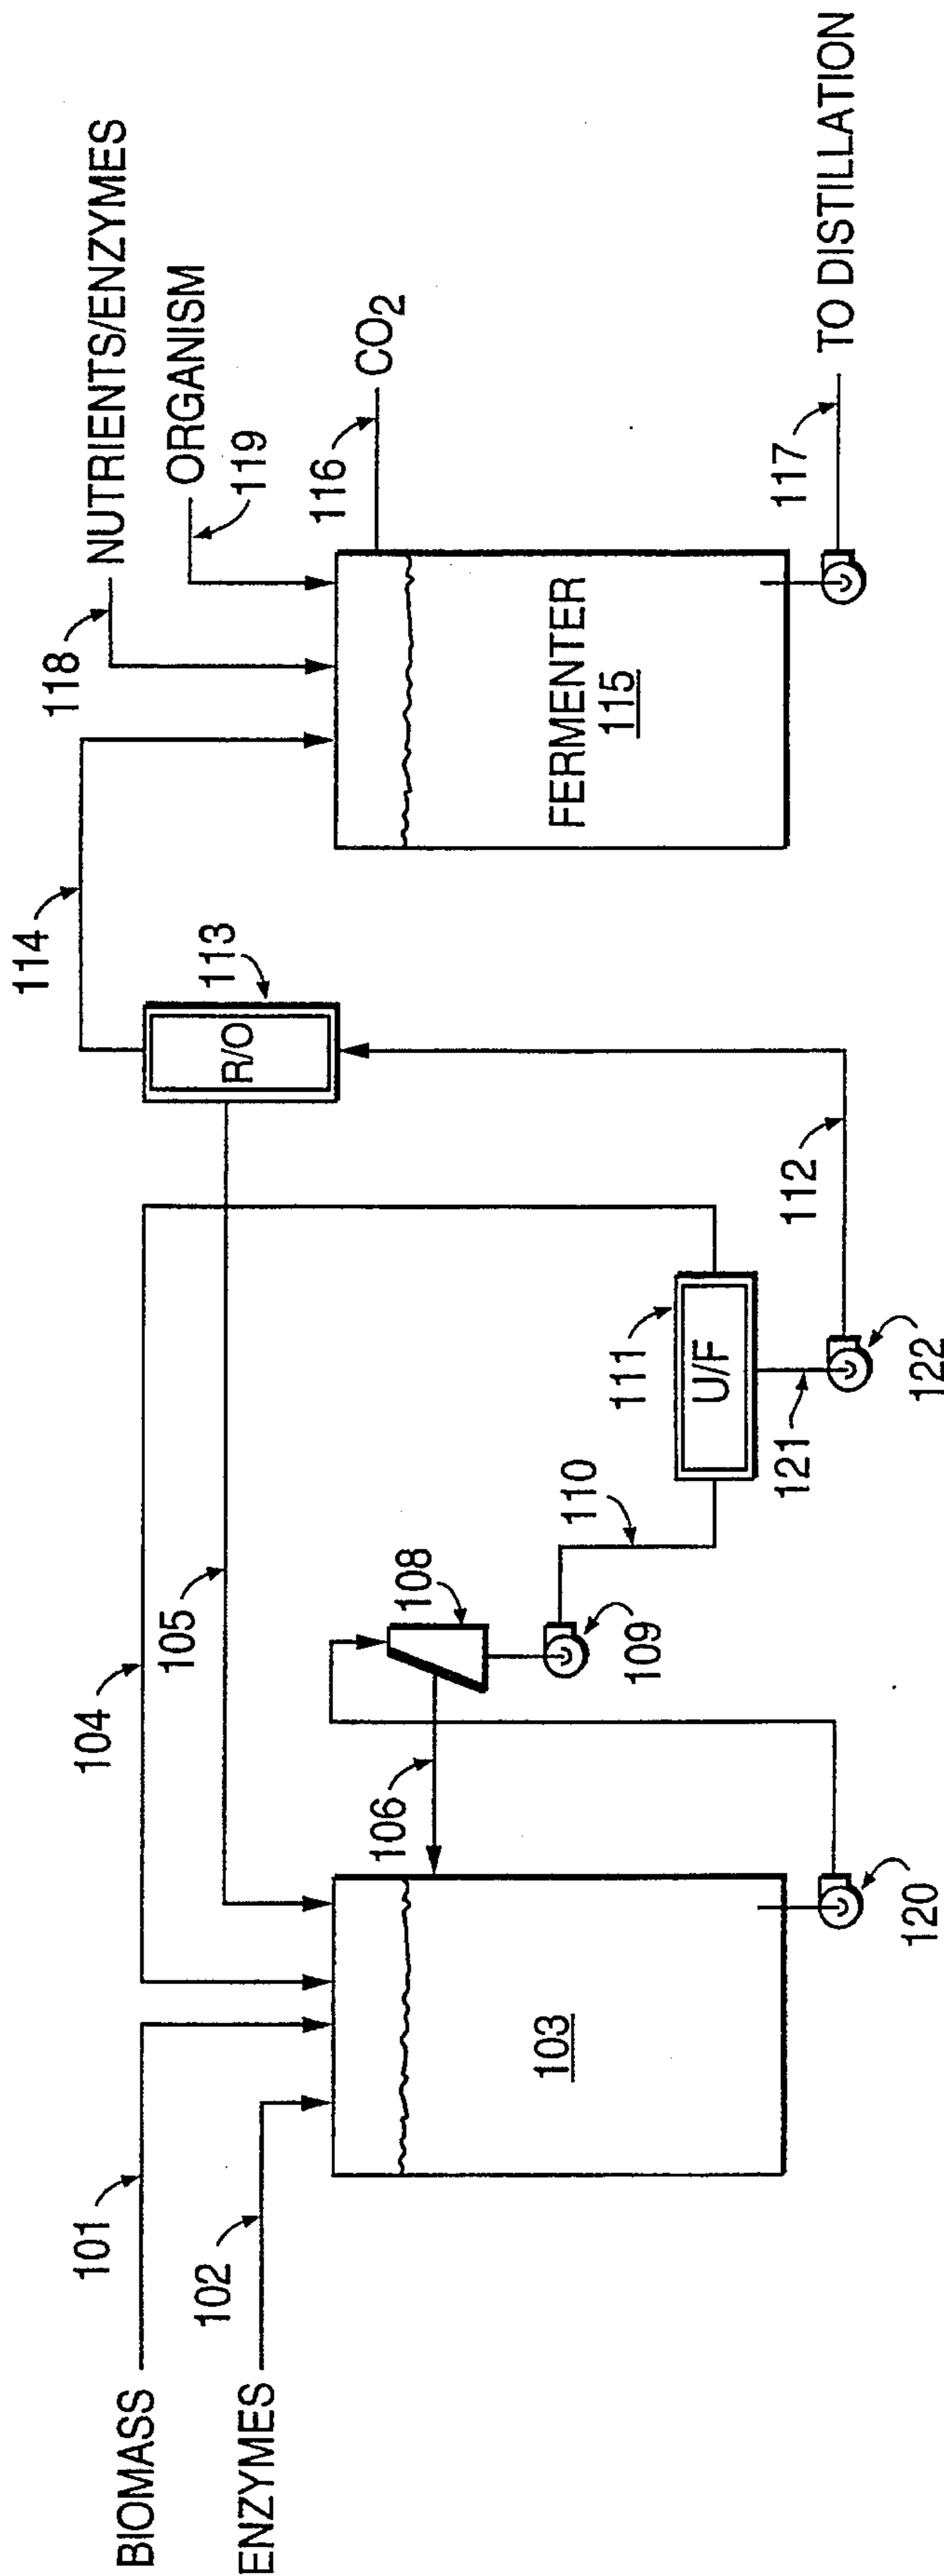 BIOMASS
101
ENZYMES
102
103
104
105
106
108
109
120
110
111
U/F
121
122
112
R/O
113
114
118
NUTRIENTS/ENZYMES
ORGANISM
119
116
CO2
FERMENTER
115
117
TO DISTILLATION